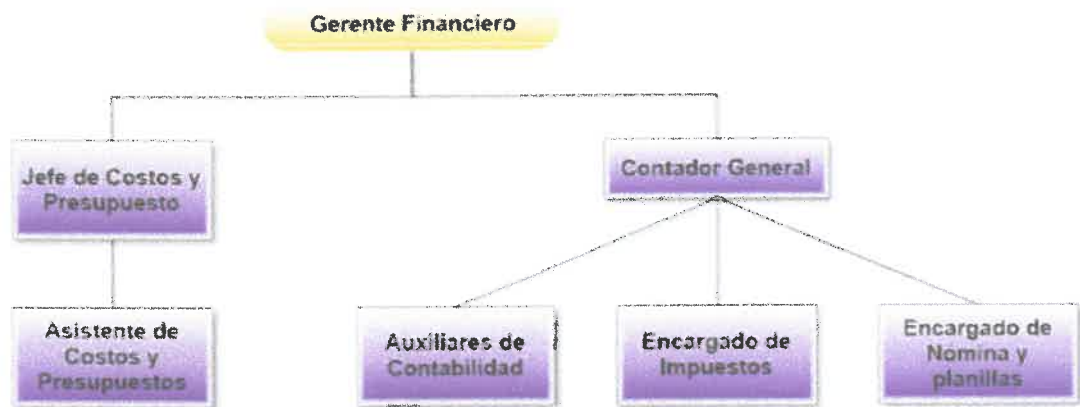 Gerente Financiero
Jefe de Costos y
Presupuesto
Contador General
Asistente de
Costos y
Presupuestos
Auxiliares de
Contabilidad
Encargado de
Impuestos
Encargado de
Nomina y
planillas